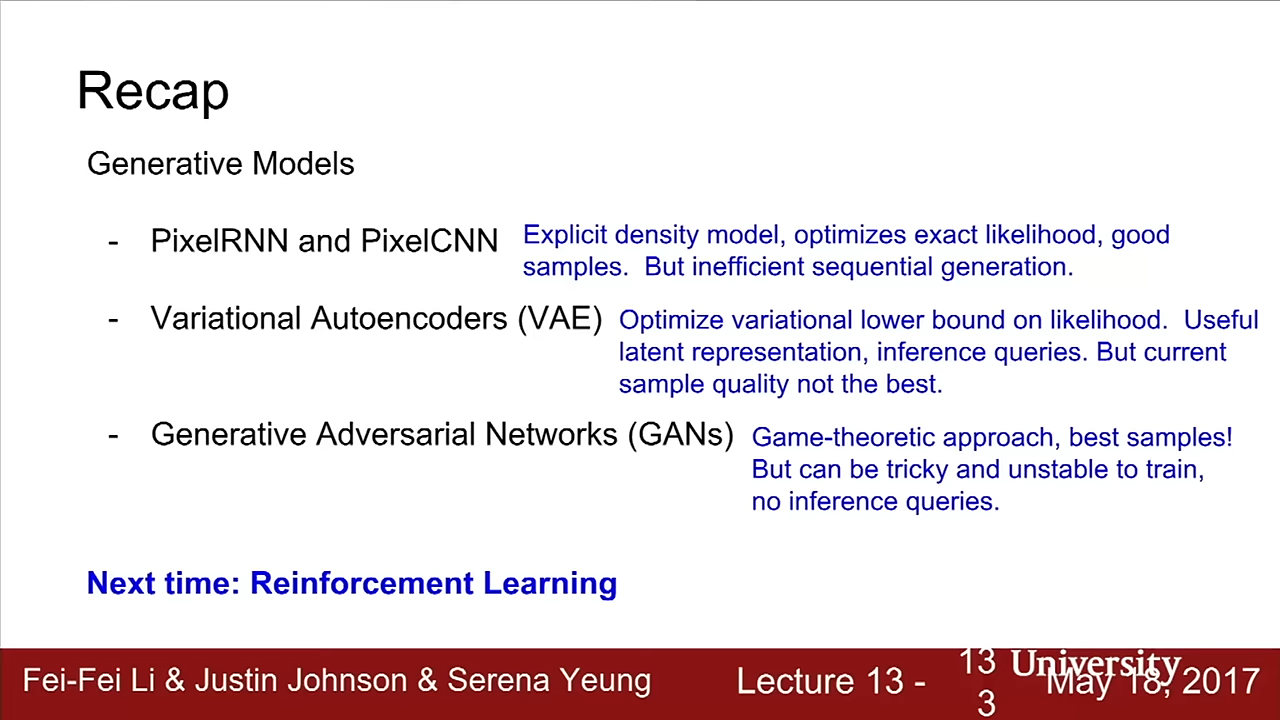 Recap
Generative Models
- PixelRNN and PixelCNN
Explicit density model, optimizes exact likelihood, good
samples. But inefficient sequential generation.
- Variational Autoencoders (VAE)
Optimize variational lower bound on likelihood. Useful
latent representation, inference queries. But current
sample quality not the best.
- Generative Adversarial Networks (GANs)
Game-theoretic approach, best samples!
But can be tricky and unstable to train,
no inference queries.
Next time: Reinforcement Learning
Fei-Fei Li & Justin Johnson & Serena Yeung
Lecture 13 -
13
3
University
May 18, 2017